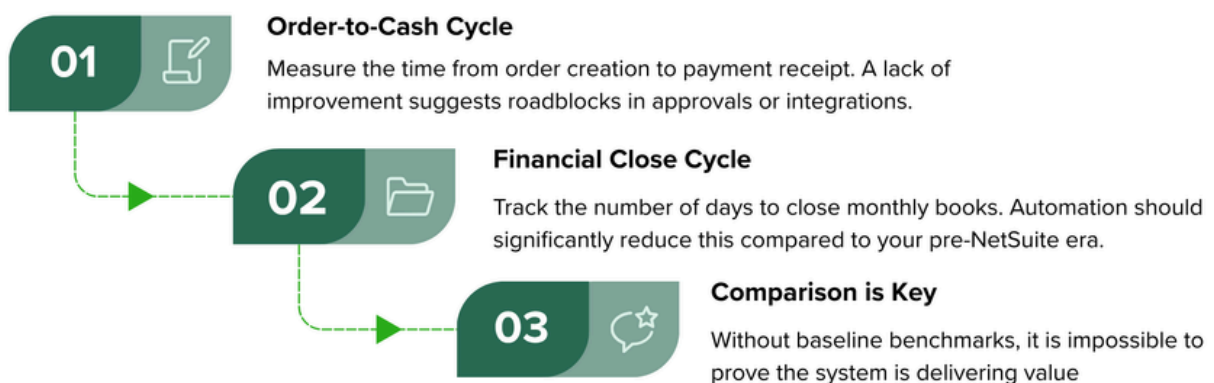 01
Order-to-Cash Cycle
Measure the time from order creation to payment receipt. A lack of
improvement suggests roadblocks in approvals or integrations.
02
Financial Close Cycle
Track the number of days to close monthly books. Automation should
significantly reduce this compared to your pre-NetSuite era.
03
Comparison is Key
Without baseline benchmarks, it is impossible to
prove the system is delivering value